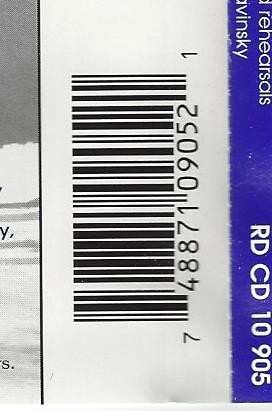 y,
rs.
7 48871 09052 1
rehearsals
avinsky
RD CD 10 905